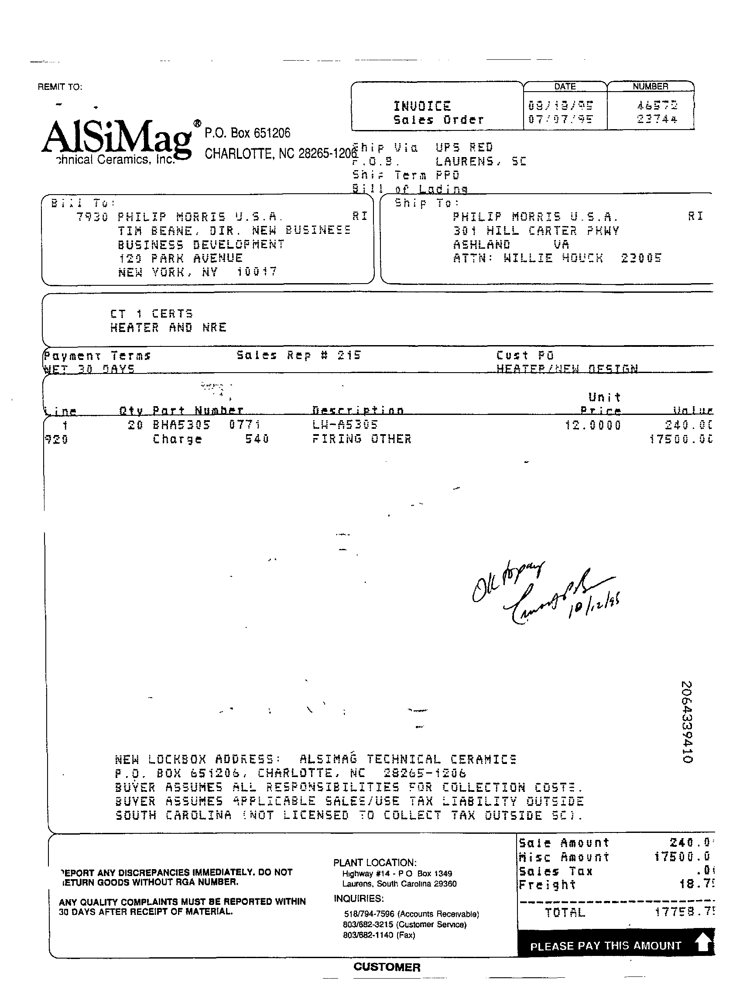 REMIT TO:
AlSiMag®
chnical Ceramics, Inc.
P.O. Box 651206
CHARLOTTE, NC 28265-1206
DATE NUMBER
INVOICE 09/19/95 46572
Sales Order 07/07/95 23744
Ship Via UPS RED
F.O.B. LAURENS, SC
Ship Term PPD
Bill of Lading
Bill To:
7930 PHILIP MORRIS U.S.A. RI
TIM BEANE, DIR. NEW BUSINESS
BUSINESS DEVELOPMENT
120 PARK AVENUE
NEW YORK, NY 10017
Ship To:
PHILIP MORRIS U.S.A. RI
301 HILL CARTER PKWY
ASHLAND VA
ATTN: WILLIE HOUCK 23005
CT 1 CERTS
HEATER AND NRE
Payment Terms Sales Rep # 215 Cust PO
NET 30 DAYS HEATER/NEW DESIGN
Line Qty Part Number Description Unit Price Value
1 20 BHA5305 0771 LH-A5305 12.0000 240.00
920 Charge 540 FIRING OTHER 17500.00
OK to pay
10/12/95
2064339410
NEW LOCKBOX ADDRESS: ALSIMAG TECHNICAL CERAMICS
P.O. BOX 651206, CHARLOTTE, NC 28265-1206
BUYER ASSUMES ALL RESPONSIBILITIES FOR COLLECTION COSTS.
BUYER ASSUMES APPLICABLE SALES/USE TAX LIABILITY OUTSIDE
SOUTH CAROLINA (NOT LICENSED TO COLLECT TAX OUTSIDE SC).
REPORT ANY DISCREPANCIES IMMEDIATELY. DO NOT
RETURN GOODS WITHOUT RGA NUMBER.
ANY QUALITY COMPLAINTS MUST BE REPORTED WITHIN
30 DAYS AFTER RECEIPT OF MATERIAL.
PLANT LOCATION:
Highway #14 - P O Box 1349
Laurens, South Carolina 29360
INQUIRIES:
518/794-7596 (Accounts Receivable)
803/682-3215 (Customer Service)
803/682-1140 (Fax)
Sale Amount 240.0
Misc Amount 17500.0
Sales Tax .0
Freight 18.75
TOTAL 17758.75
PLEASE PAY THIS AMOUNT
CUSTOMER